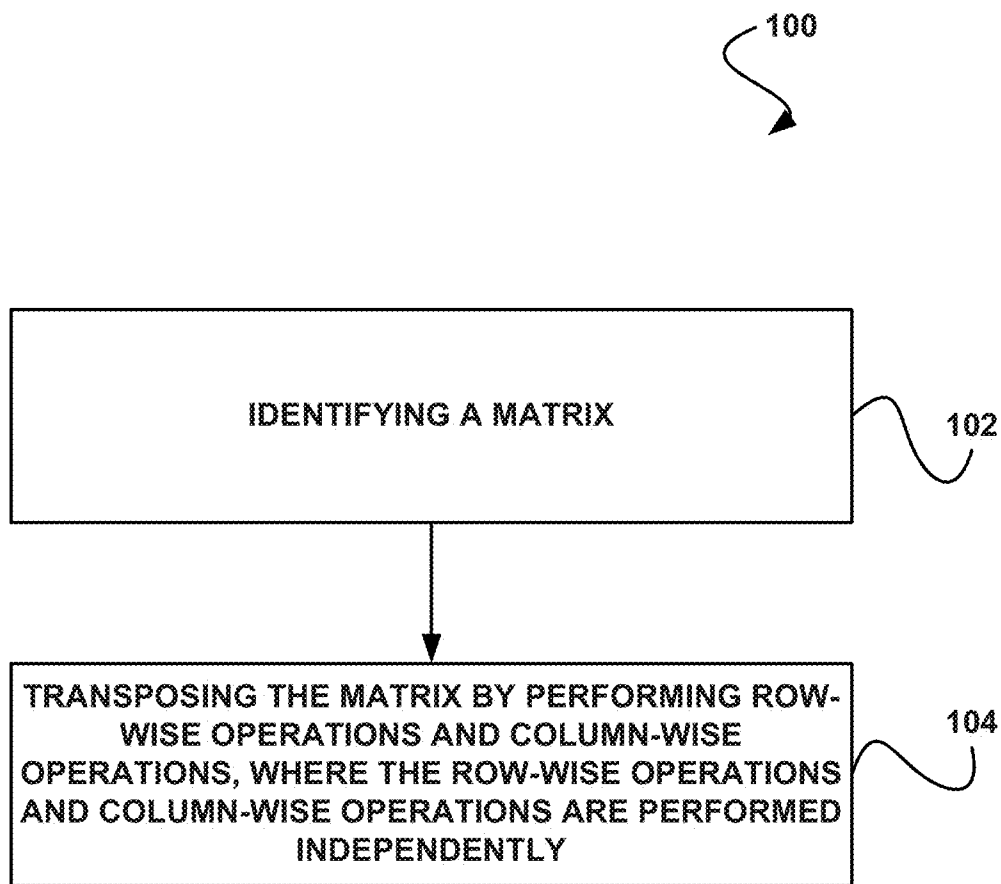 100
IDENTIFYING A MATRIX
102
TRANSPOSING THE MATRIX BY PERFORMING ROW-
WISE OPERATIONS AND COLUMN-WISE
OPERATIONS, WHERE THE ROW-WISE OPERATIONS
AND COLUMN-WISE OPERATIONS ARE PERFORMED
INDEPENDENTLY
104